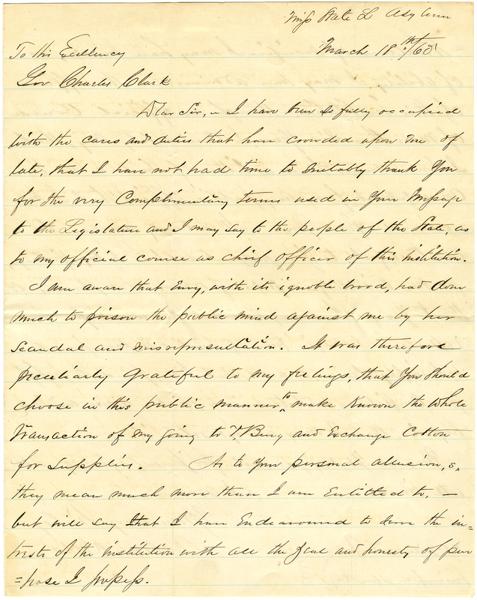 Miss State L Asylum
March 18th /65
To His Excellency
Gov Charles Clark
Dear Sir, – I have been so fully occupied
with the cares and duties that have crowded upon me of
late, that I have not had time to suitably thank you
for the very complimentary terms used in your Message
to the Legislature and I may say to the people of the State, as
to my official course as chief officer of this institution.
I am aware that Envy, with its ignoble brood, had done
much to poison the public mind against me by her
scandal and misrepresentation. It was therefore
peculiarly grateful to my feelings, that you should
choose in this public manner to make known the whole
transaction of my going to V.Burg and exchange cotton
for supplies. As to your personal allusion,
they mean much more than I am entitled to, –
but will say that I have endeavoured to serve the in=
trests of the institution with all the zeal and honesty of pur
=pose I possess.